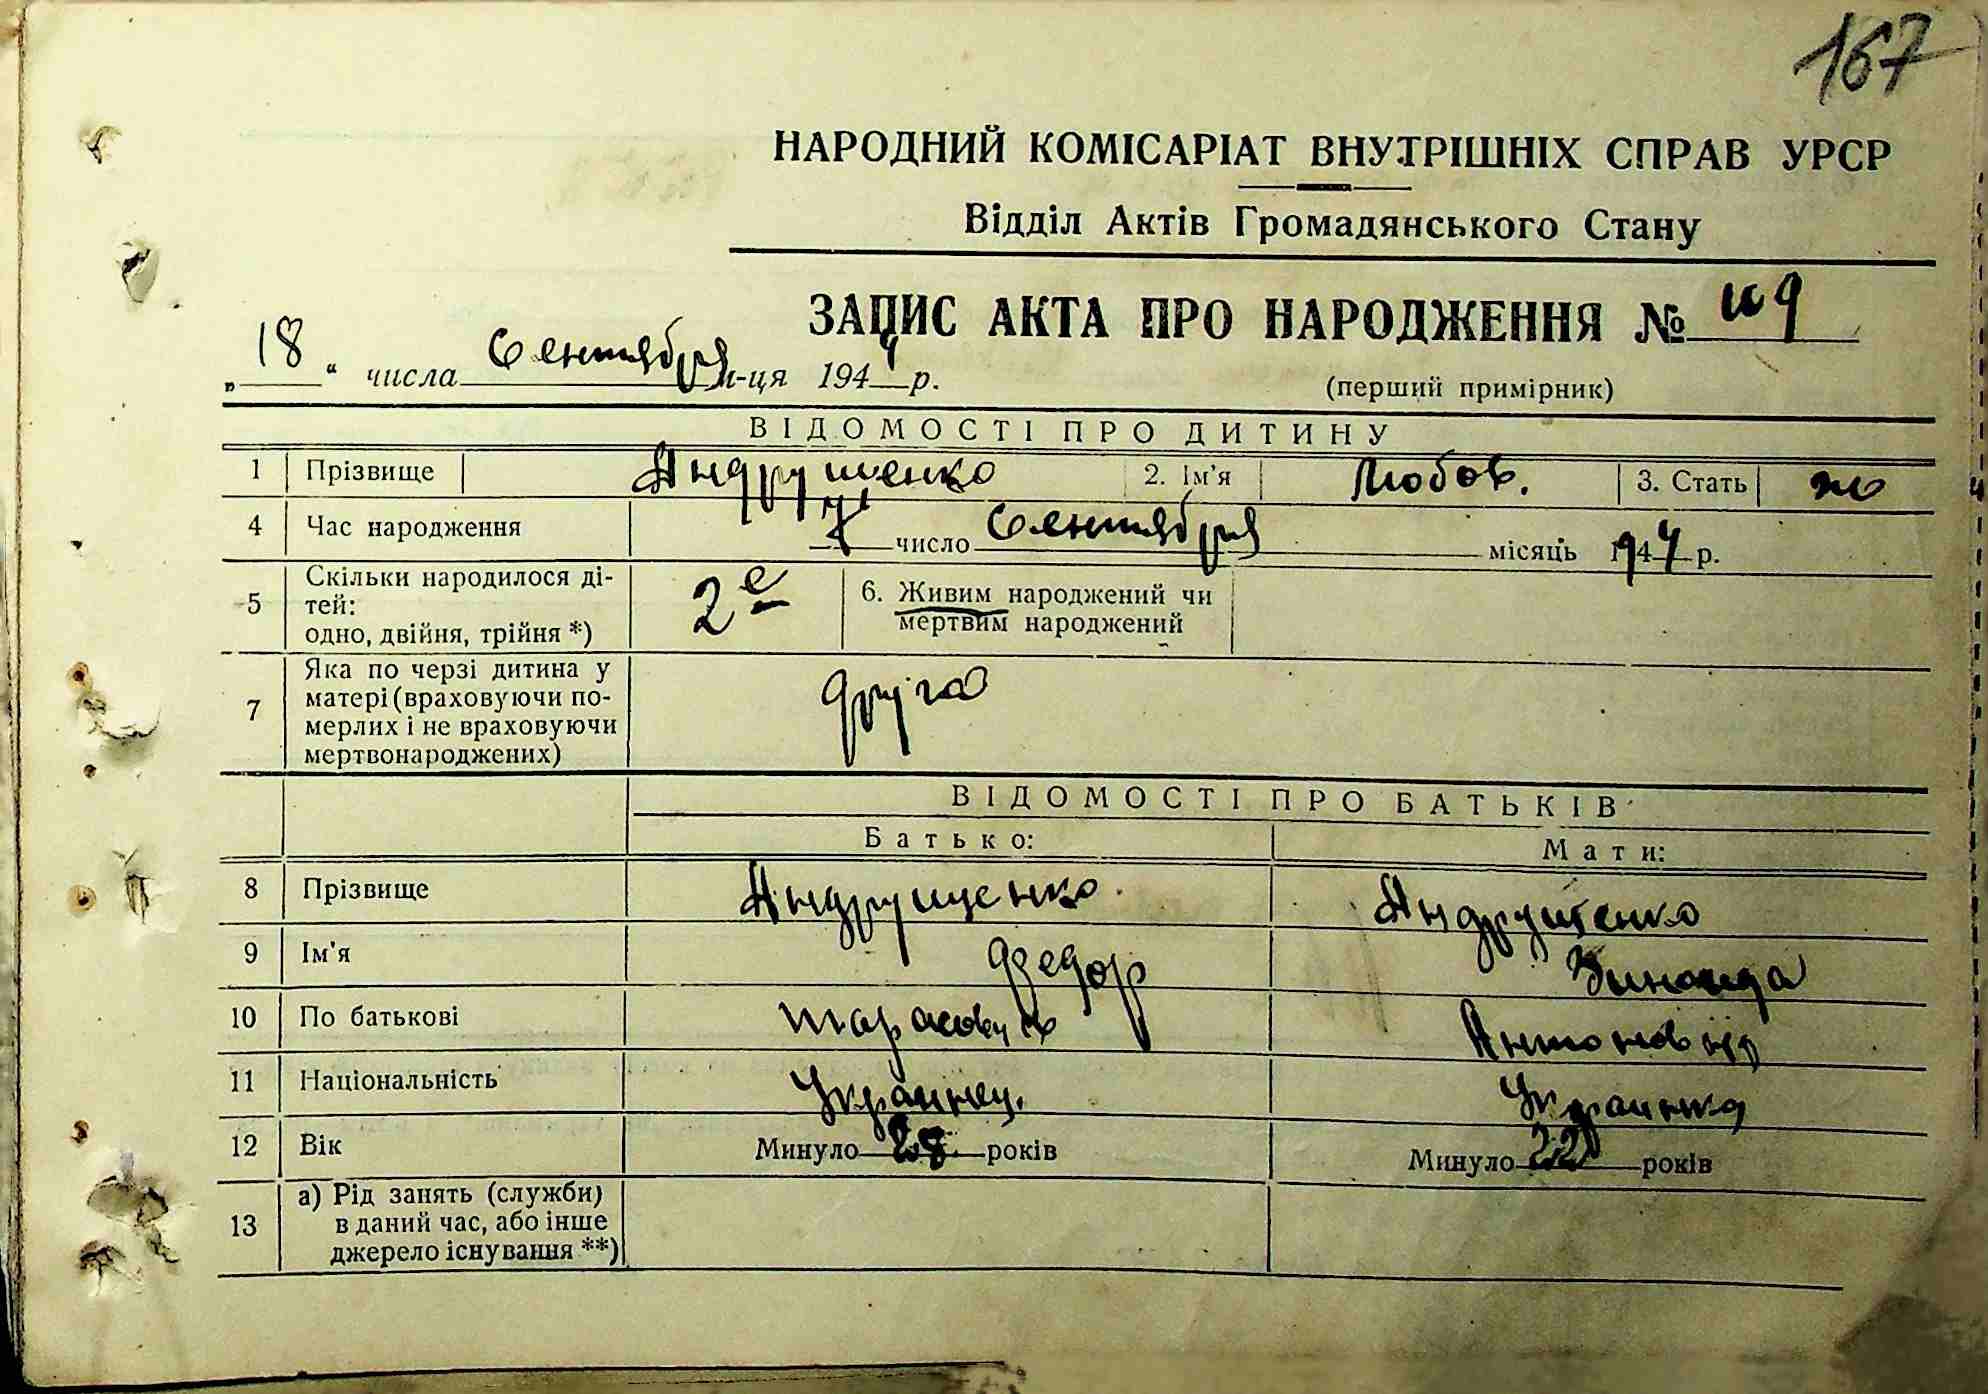 167
НАРОДНИЙ КОМІСАРІАТ ВНУТРІШНІХ СПРАВ УРСР
Відділ Актів Громадянського Стану
ЗАПИС АКТА ПРО НАРОДЖЕННЯ №
„18“ числа Сентября м-ця 1944 р.
(перший примірник)
ВІДОМОСТІ ПРО ДИТИНУ
1 Прізвище Андрущенко 2. Ім'я Любов. 3. Стать ж
4 Час народження число Сентября місяць 1944 р.
5 Скільки народилося ді-
тей:
одно, двійня, трійня *) 2е
6. Живим народжений чи
мертвим народжений
7 Яка по черзі дитина у
матері (враховуючи по-
мерлих і не враховуючи
мертвонароджених) друга
ВІДОМОСТІ ПРО БАТЬКІВ
Батько: Мати:
8 Прізвище Андрущенко Андрущенко
9 Ім'я Федор Зинаида
10 По батькові Тарасович Антоновна
11 Національність Украинец. Украинка
12 Вік Минуло 28 років Минуло 22 років
13 а) Рід занять (служби)
в даний час, або інше
джерело існування **)